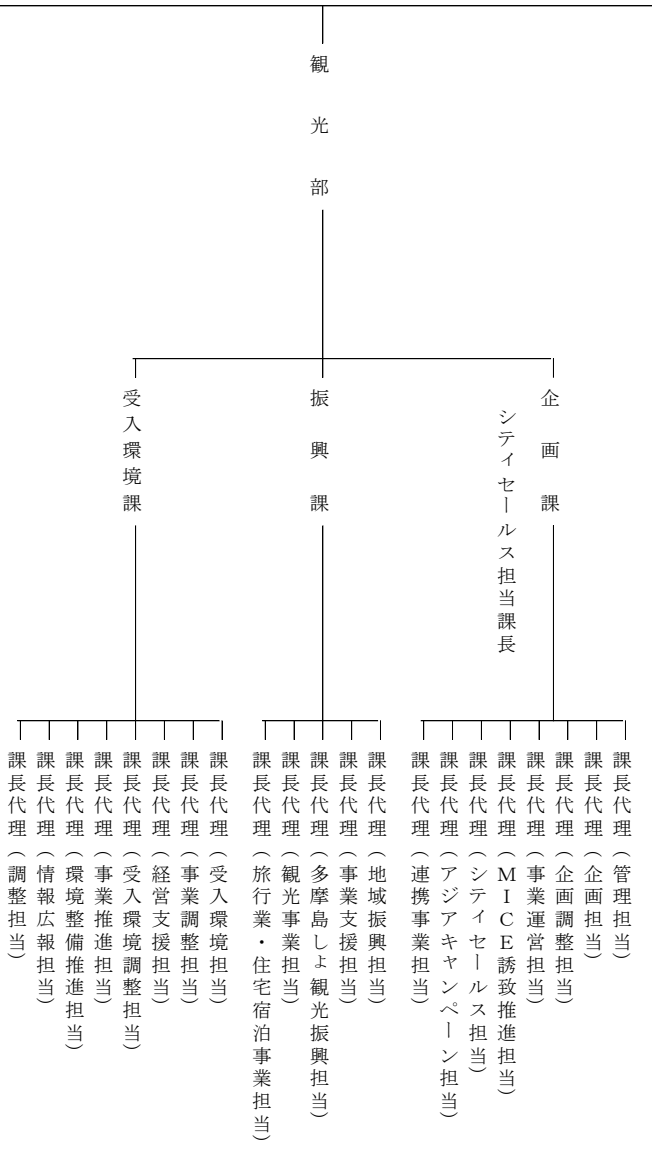 観光部
企画課
シティセールス担当課長
課長代理（管理担当）
課長代理（企画担当）
課長代理（企画調整担当）
課長代理（事業運営担当）
課長代理（MICE誘致推進担当）
課長代理（シティセールス担当）
課長代理（アジアキャンペーン担当）
課長代理（連携事業担当）
振興課
課長代理（地域振興担当）
課長代理（事業支援担当）
課長代理（多摩島しょ観光振興担当）
課長代理（観光事業担当）
課長代理（旅行業・住宅宿泊事業担当）
受入環境課
課長代理（受入環境担当）
課長代理（事業調整担当）
課長代理（経営支援担当）
課長代理（受入環境調整担当）
課長代理（事業推進担当）
課長代理（環境整備推進担当）
課長代理（情報広報担当）
課長代理（調整担当）